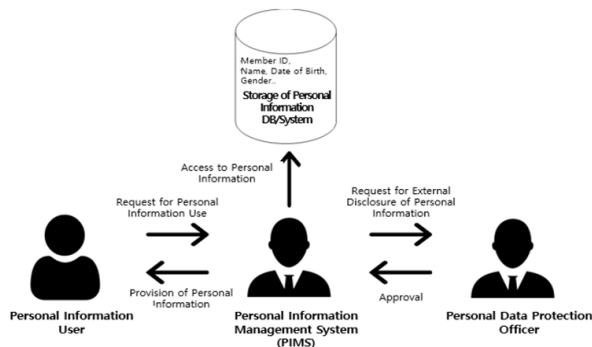 Member ID,
Name, Date of Birth,
Gender..
Storage of Personal
Information
DB/System
Access to Personal
Information
Request for Personal
Information Use
Request for External
Disclosure of Personal
Information
Provision of Personal
Information
Approval
Personal Information
User
Personal Information
Management System
(PIMS)
Personal Data Protection
Officer